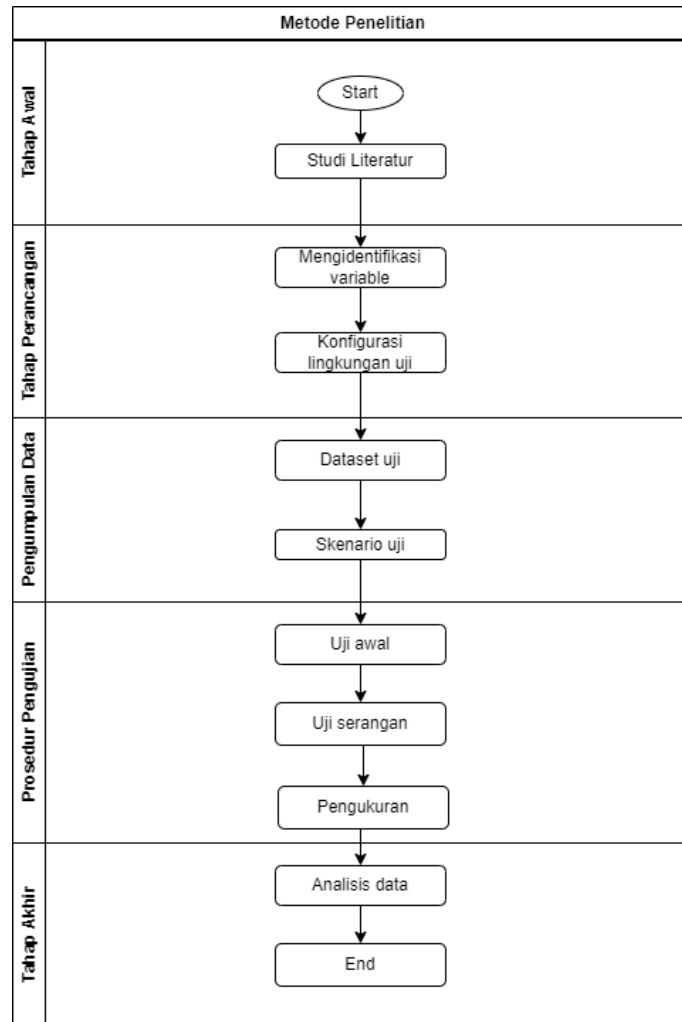 Metode Penelitian
Tahap Awal
Start
Studi Literatur
Tahap Perancangan
Mengidentifikasi
variable
Konfigurasi
lingkungan uji
Pengumpulan Data
Dataset uji
Skenario uji
Prosedur Pengujian
Uji awal
Uji serangan
Pengukuran
Tahap Akhir
Analisis data
End